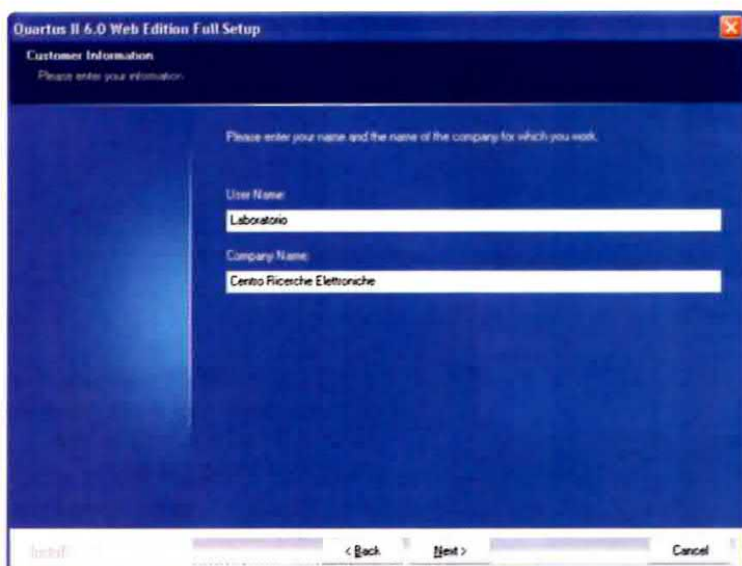 Quartus II 6.0 Web Edition Full Setup
Customer Information
Please enter your information.
Please enter your name and the name of the company for which you work.
User Name:
Laboratorio
Company Name:
Centro Ricerche Elettroniche
Install
< Back
Next >
Cancel